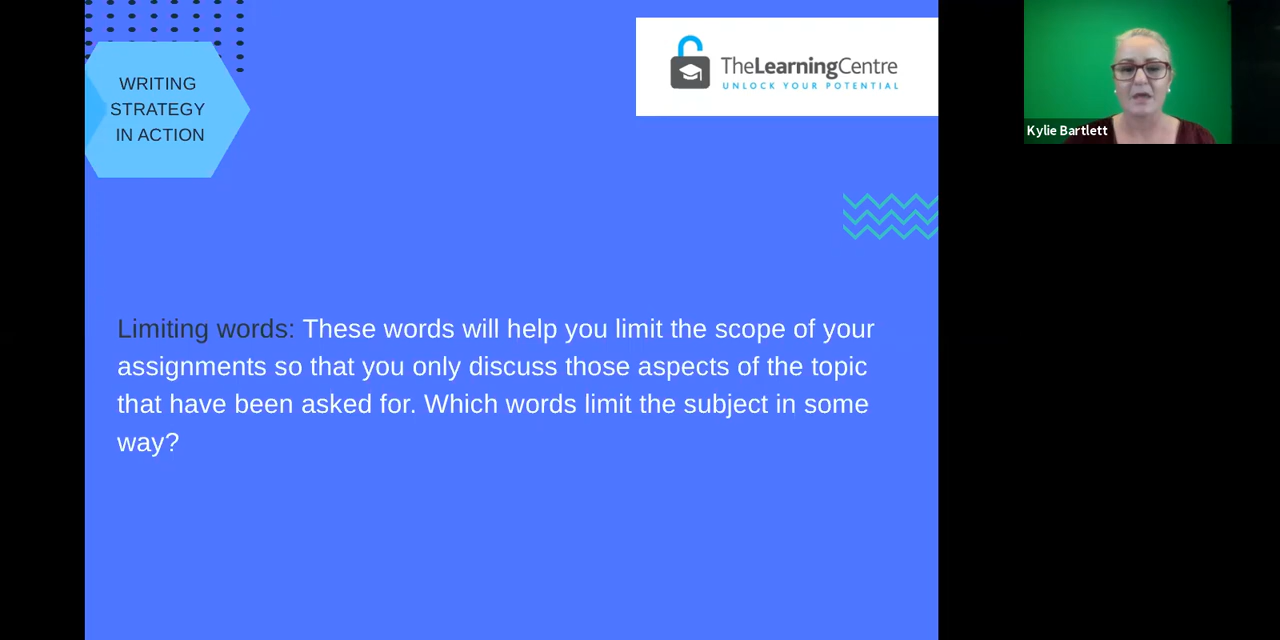 WRITING
STRATEGY
IN ACTION
TheLearningCentre
UNLOCK YOUR POTENTIAL
Kylie Bartlett
Limiting words: These words will help you limit the scope of your
assignments so that you only discuss those aspects of the topic
that have been asked for. Which words limit the subject in some
way?